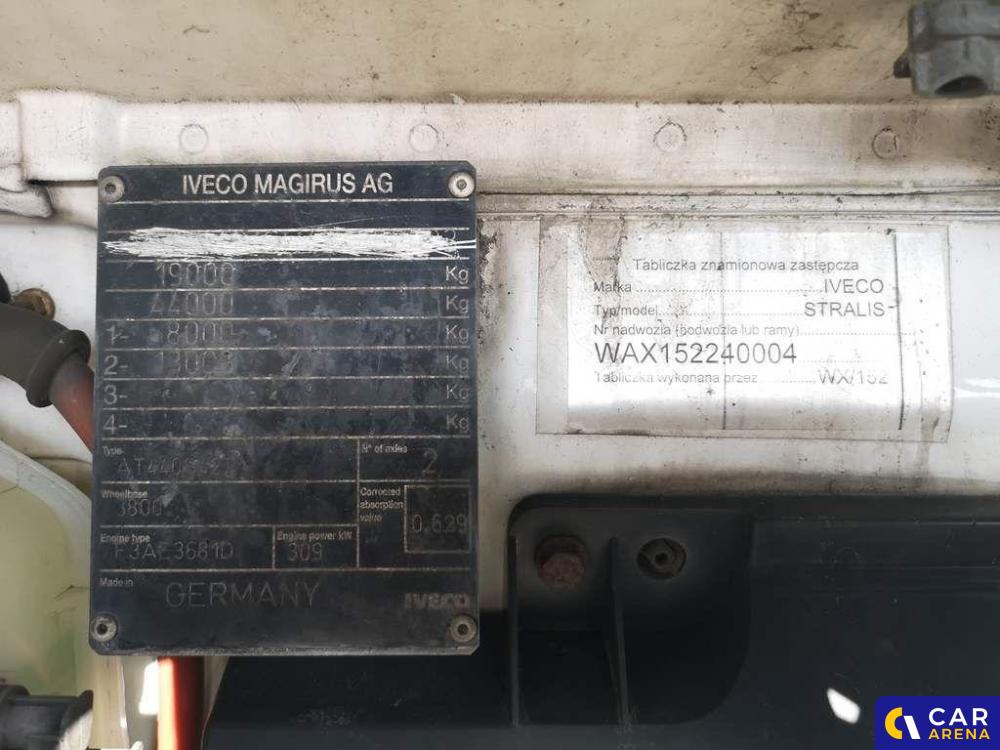 IVECO MAGIRUS AG
19000 Kg
44000 Kg
1- 8000 Kg
2- Kg
3- Kg
4- Kg
Type
N° of axles
2
Wheelbase
3800
Corrected absorption value
0.629
Engine type
F3AE3681D
Engine power kW
309
Made in
GERMANY
IVECO
Tabliczka znamionowa zastępcza
Marka IVECO
Typ/model STRALIS
Nr nadwozia (podwozia lub ramy)
WAX152240004
Tabliczka wykonana przez WX/152
CAR
ARENA